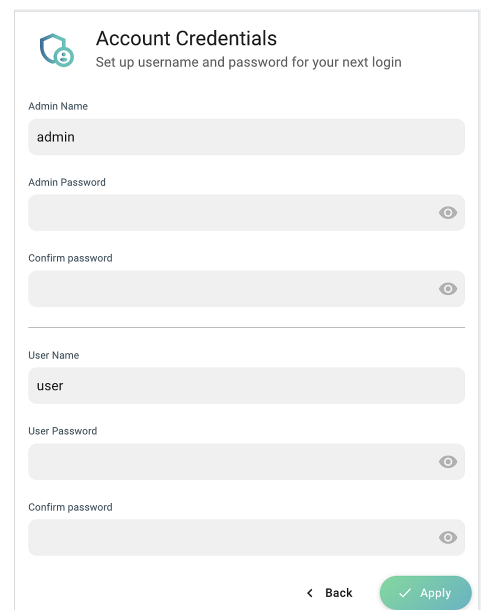 Account Credentials
Set up username and password for your next login
Admin Name
admin
Admin Password
Confirm password
User Name
user
User Password
Confirm password
Back
Apply